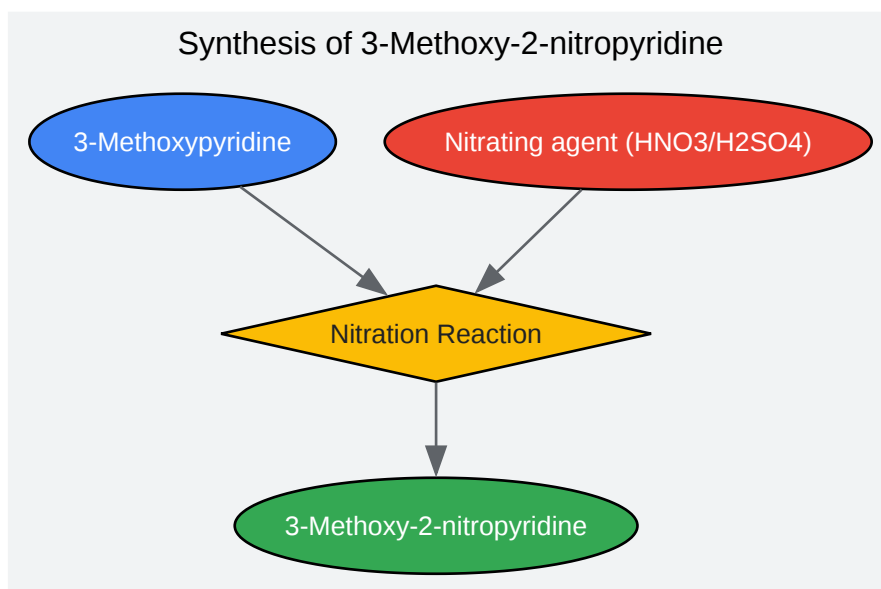 Synthesis of 3-Methoxy-2-nitropyridine
3-Methoxypyridine
Nitrating agent (HNO3/H2SO4)
Nitration Reaction
3-Methoxy-2-nitropyridine